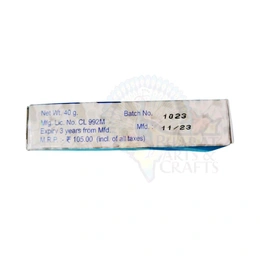 Net Wt. 40 g. Batch No. 1023
Mfg. Lic. No. CL 992M
Expiry 3 years from Mfd. Mfd. 11/23
M.R.P. - ₹ 105.00 (incl. of all taxes)
ARTS
CRAFTS